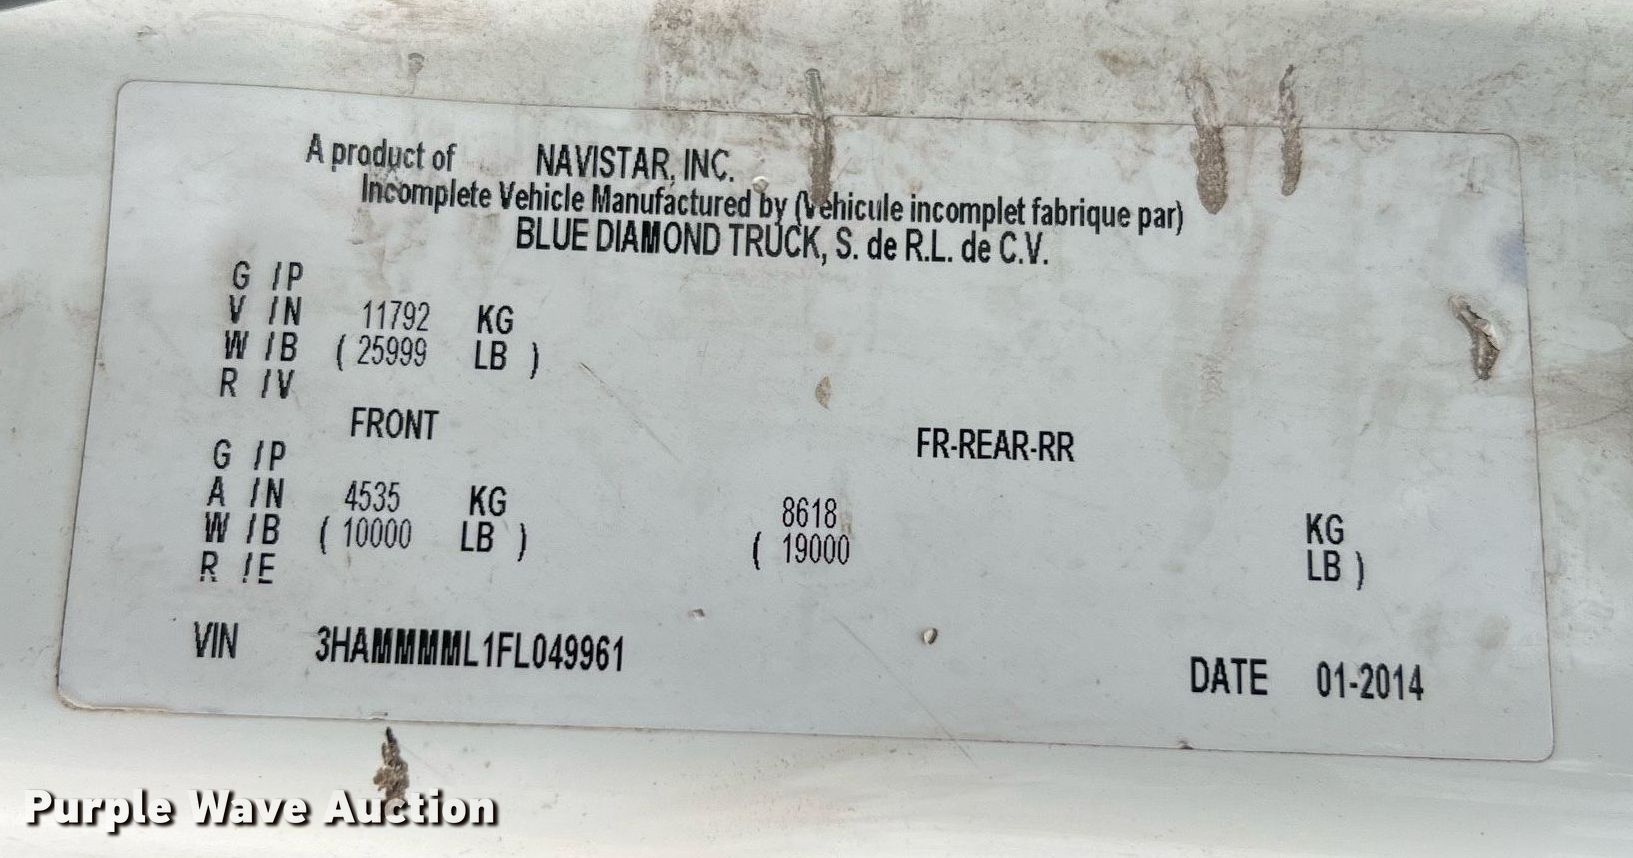 A product of NAVISTAR, INC.
Incomplete Vehicle Manufactured by (Vehicule incomplet fabrique par)
BLUE DIAMOND TRUCK, S. de R.L. de C.V.
G /P
V /N 11792 KG
W /B ( 25999 LB )
R /V
FRONT FR-REAR-RR
G /P
A /N 4535 KG 8618 KG
W /B ( 10000 LB ) ( 19000 LB )
R /E
VIN 3HAMMMML1FL049961
DATE 01-2014
Purple Wave Auction